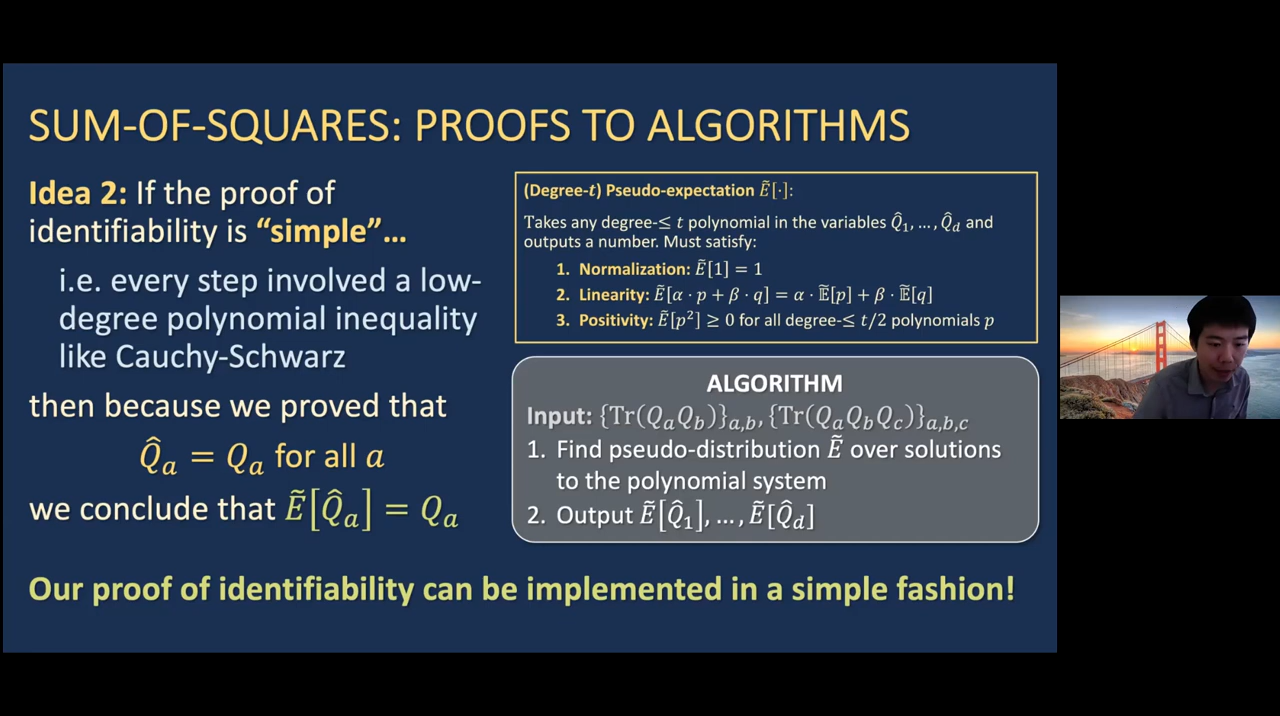 SUM-OF-SQUARES: PROOFS TO ALGORITHMS
Idea 2: If the proof of
identifiability is "simple"...
i.e. every step involved a low-
degree polynomial inequality
like Cauchy-Schwarz
then because we proved that
Q̂_a = Q_a for all a
we conclude that Ẽ[Q̂_a] = Q_a
(Degree-t) Pseudo-expectation Ẽ[·]:
Takes any degree-≤ t polynomial in the variables Q̂_1, ..., Q̂_d and
outputs a number. Must satisfy:
1. Normalization: Ẽ[1] = 1
2. Linearity: Ẽ[α · p + β · q] = α · 𝔼̃[p] + β · 𝔼̃[q]
3. Positivity: Ẽ[p²] ≥ 0 for all degree-≤ t/2 polynomials p
ALGORITHM
Input: {Tr(Q_aQ_b)}_{a,b}, {Tr(Q_aQ_bQ_c)}_{a,b,c}
1. Find pseudo-distribution Ẽ over solutions
to the polynomial system
2. Output Ẽ[Q̂_1], ..., Ẽ[Q̂_d]
Our proof of identifiability can be implemented in a simple fashion!